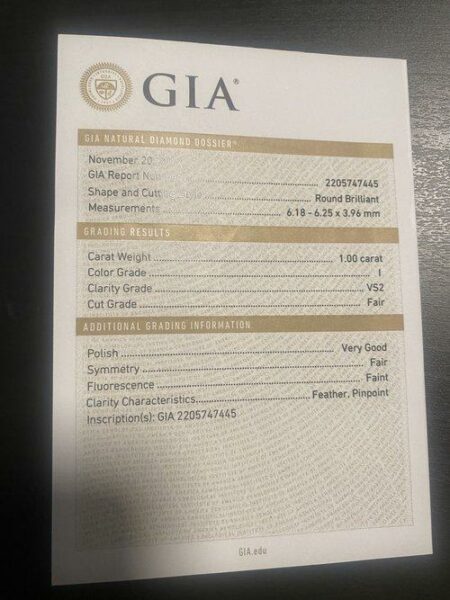 GIA®
GIA NATURAL DIAMOND DOSSIER®
November 20
GIA Report 2205747445
Shape and Cutting Round Brilliant
Measurements 6.18 - 6.25 x 3.96 mm
GRADING RESULTS
Carat Weight 1.00 carat
Color Grade I
Clarity Grade VS2
Cut Grade Fair
ADDITIONAL GRADING INFORMATION
Polish Very Good
Symmetry Fair
Fluorescence Faint
Clarity Characteristics Feather, Pinpoint
Inscription(s): GIA 2205747445
GIA.edu